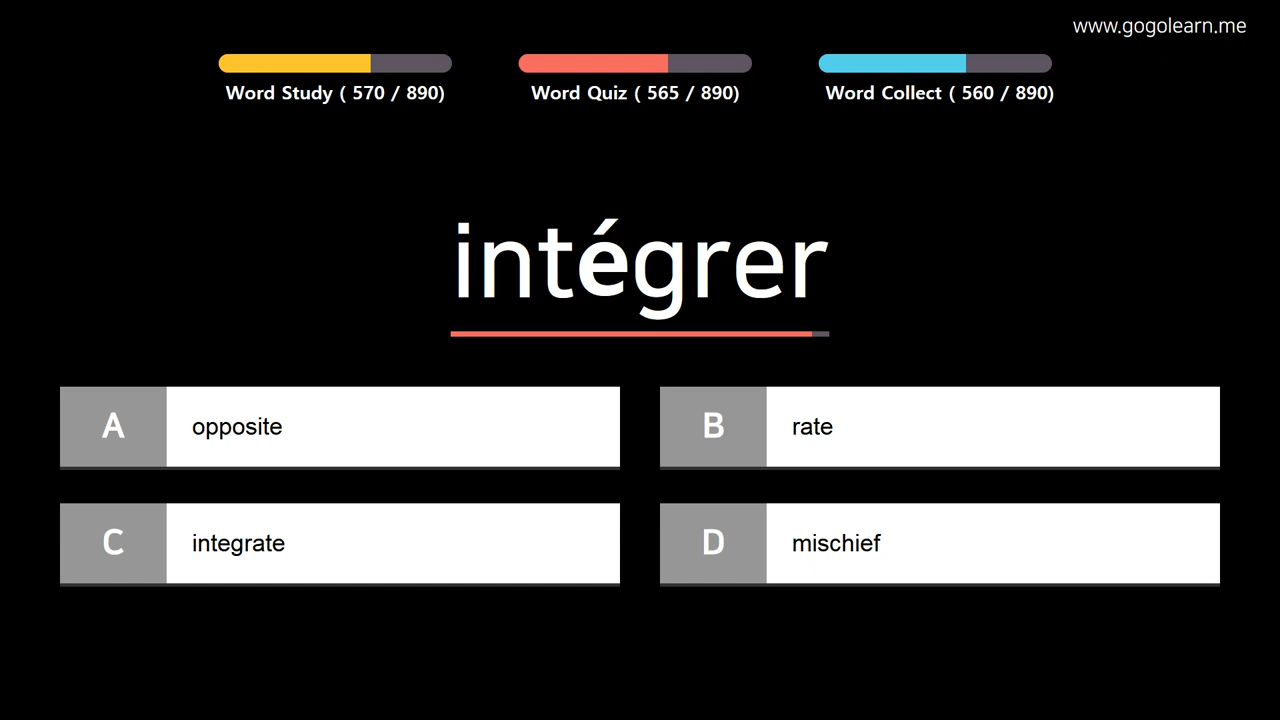 www.gogolearn.me
Word Study ( 570 / 890)
Word Quiz ( 565 / 890)
Word Collect ( 560 / 890)
intégrer
A opposite
B rate
C integrate
D mischief